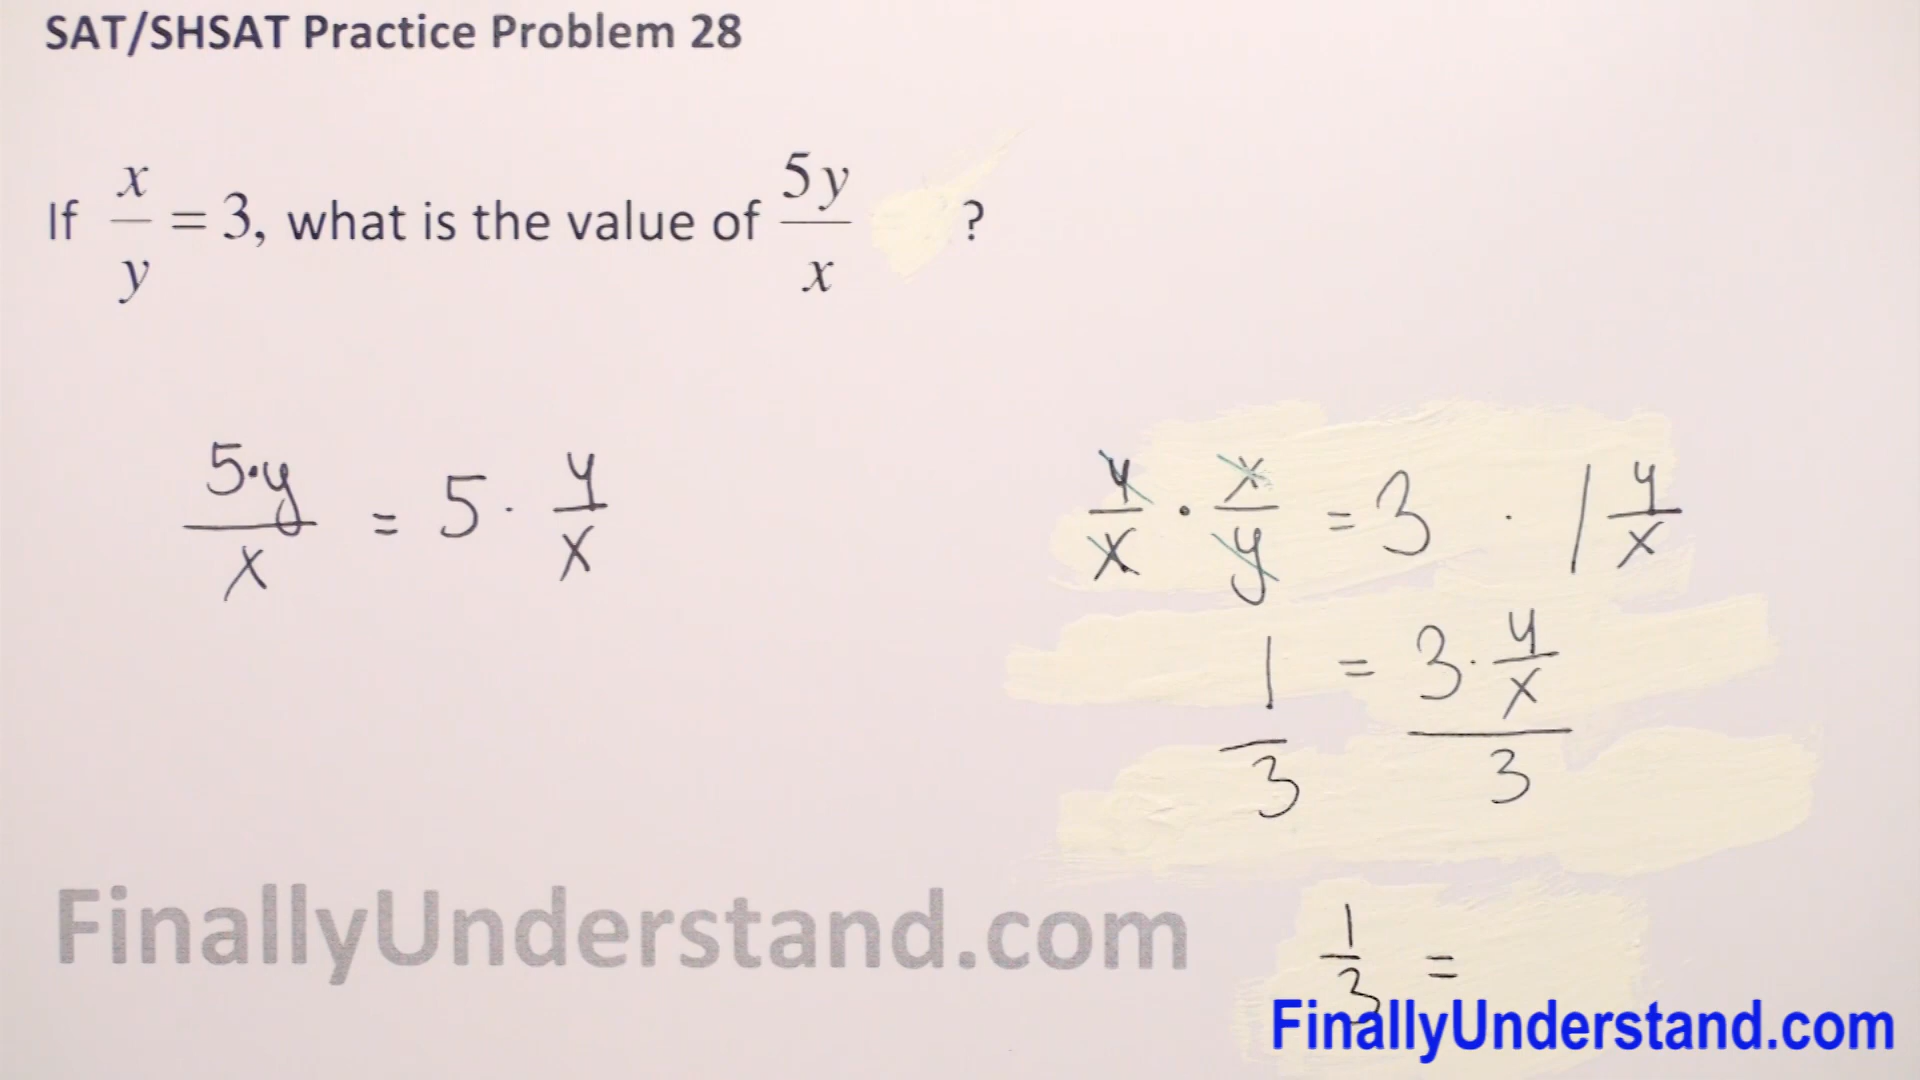 SAT/SHSAT Practice Problem 28
If x/y = 3, what is the value of 5y/x ?
5·y/x = 5 · y/x
y/x · x/y = 3 · | y/x
1 = 3 · y/x
3 3
1/3 =
FinallyUnderstand.com
FinallyUnderstand.com